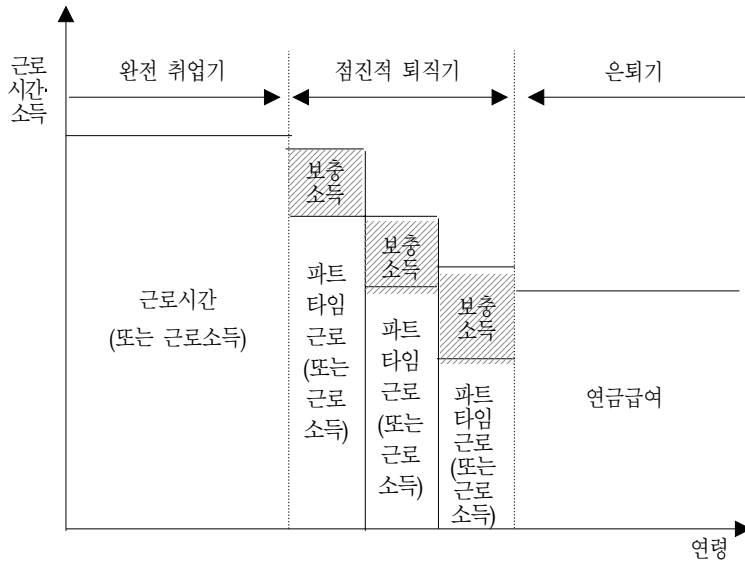 근로
시간·
소득
완전 취업기
점진적 퇴직기
은퇴기
근로시간
(또는 근로소득)
보충
소득
파트
타임
근로
(또는
근로
소득)
보충
소득
파트
타임
근로
(또는
근로
소득)
보충
소득
파트
타임
근로
(또는
근로
소득)
연금급여
연령